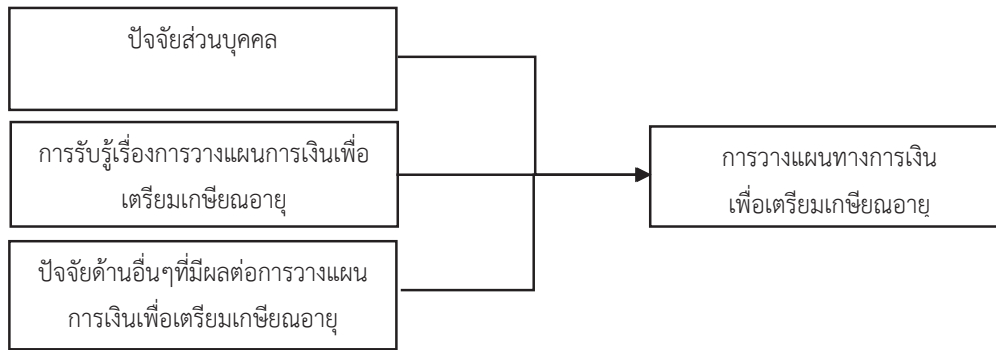 ปัจจัยส่วนบุคคล
การรับรู้เรื่องการวางแผนการเงินเพื่อ
เตรียมเกษียณอายุ
ปัจจัยด้านอื่นๆที่มีผลต่อการวางแผน
การเงินเพื่อเตรียมเกษียณอายุ
การวางแผนทางการเงิน
เพื่อเตรียมเกษียณอายุ